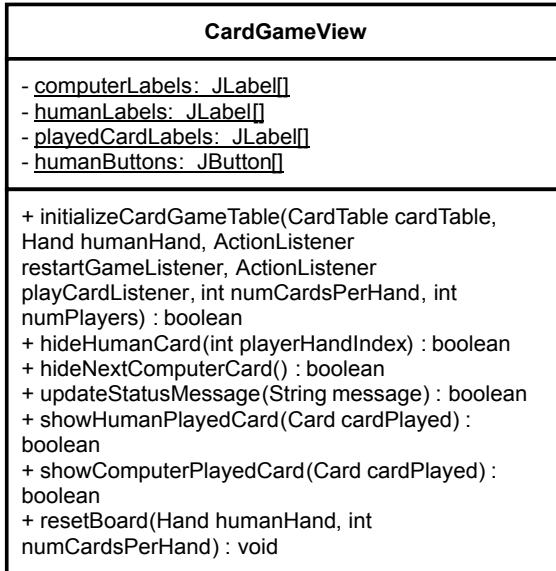 CardGameView
- computerLabels: JLabel[]
- humanLabels: JLabel[]
- playedCardLabels: JLabel[]
- humanButtons: JButton[]
+ initializeCardGameTable(CardTable cardTable,
Hand humanHand, ActionListener
restartGameListener, ActionListener
playCardListener, int numCardsPerHand, int
numPlayers) : boolean
+ hideHumanCard(int playerHandIndex) : boolean
+ hideNextComputerCard() : boolean
+ updateStatusMessage(String message) : boolean
+ showHumanPlayedCard(Card cardPlayed) :
boolean
+ showComputerPlayedCard(Card cardPlayed) :
boolean
+ resetBoard(Hand humanHand, int
numCardsPerHand) : void